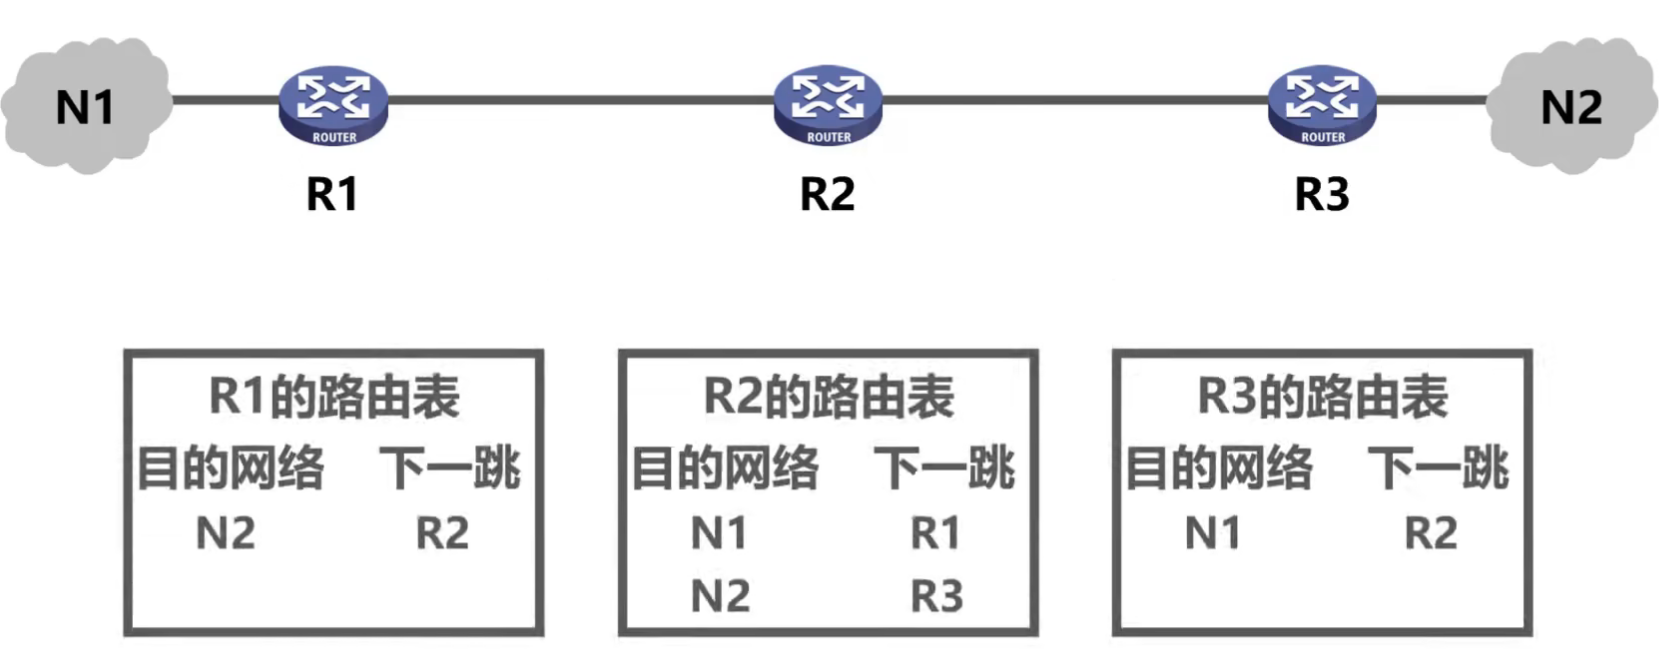 N1
ROUTER
ROUTER
ROUTER
N2
R1
R2
R3
R1的路由表
目的网络 下一跳
N2 R2
R2的路由表
目的网络 下一跳
N1 R1
N2 R3
R3的路由表
目的网络 下一跳
N1 R2